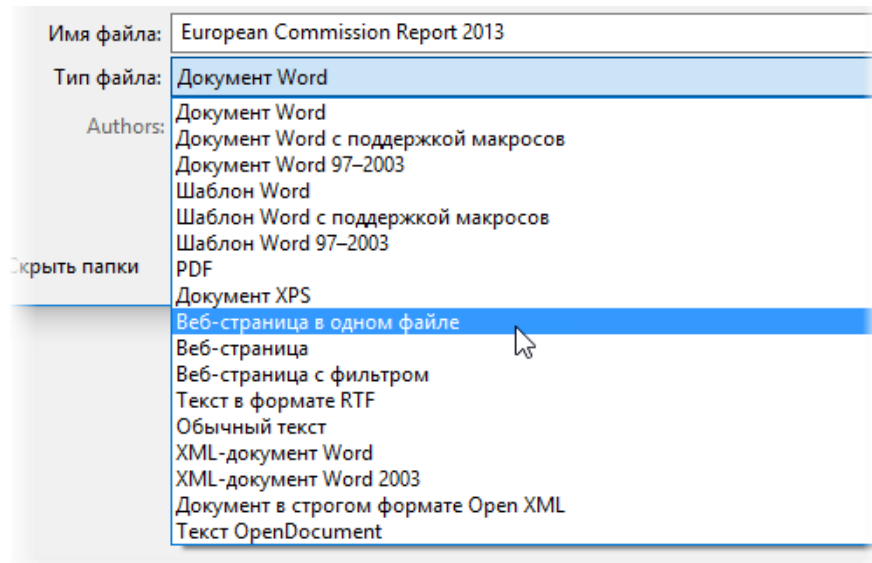 Имя файла: European Commission Report 2013
Тип файла: Документ Word
Authors:
Документ Word
Документ Word с поддержкой макросов
Документ Word 97–2003
Шаблон Word
Шаблон Word с поддержкой макросов
Шаблон Word 97–2003
Скрыть папки
PDF
Документ XPS
Веб-страница в одном файле
Веб-страница
Веб-страница с фильтром
Текст в формате RTF
Обычный текст
XML-документ Word
XML-документ Word 2003
Документ в строгом формате Open XML
Текст OpenDocument